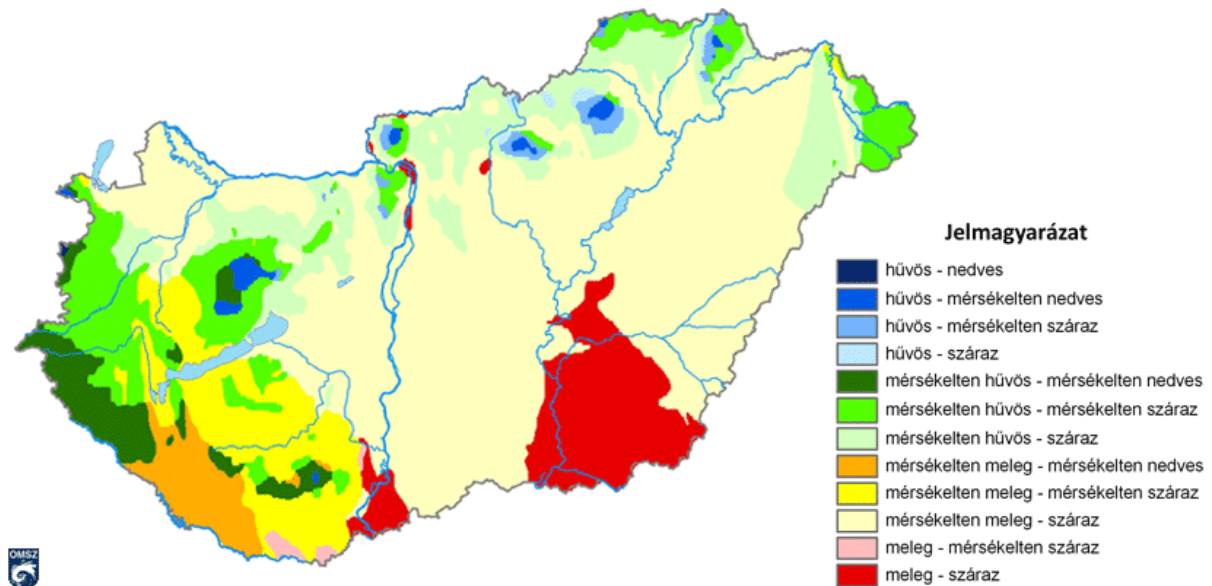 Jelmagyarázat
hűvös - nedves
hűvös - mérsékelten nedves
hűvös - mérsékelten száraz
hűvös - száraz
mérsékelten hűvös - mérsékelten nedves
mérsékelten hűvös - mérsékelten száraz
mérsékelten hűvös - száraz
mérsékelten meleg - mérsékelten nedves
mérsékelten meleg - mérsékelten száraz
mérsékelten meleg - száraz
meleg - mérsékelten száraz
meleg - száraz
OMSZ